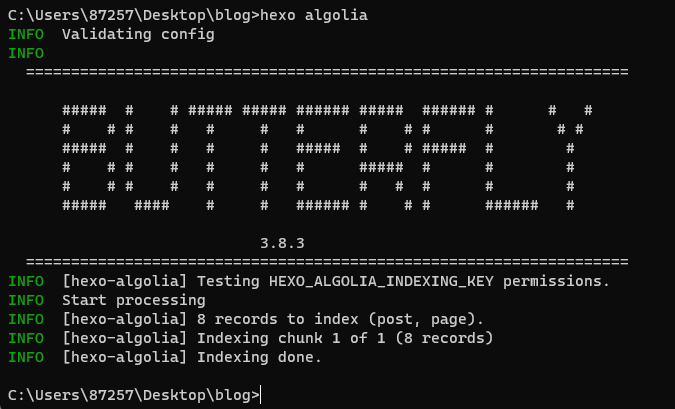 C:\Users\87257\Desktop\blog>hexo algolia
INFO  Validating config
INFO
  ===================================================================
      #####  #    # ##### ##### ###### #####  ###### #      #   #
      #    # #    #   #     #   #      #    # #      #       # #
      #####  #    #   #     #   #####  #    # #####  #        #
      #    # #    #   #     #   #      #####  #      #        #
      #    # #    #   #     #   #      #   #  #      #        #
      #####   ####    #     #   ###### #    # #      ######   #
                            3.8.3
  ===================================================================
INFO  [hexo-algolia] Testing HEXO_ALGOLIA_INDEXING_KEY permissions.
INFO  Start processing
INFO  [hexo-algolia] 8 records to index (post, page).
INFO  [hexo-algolia] Indexing chunk 1 of 1 (8 records)
INFO  [hexo-algolia] Indexing done.
C:\Users\87257\Desktop\blog>